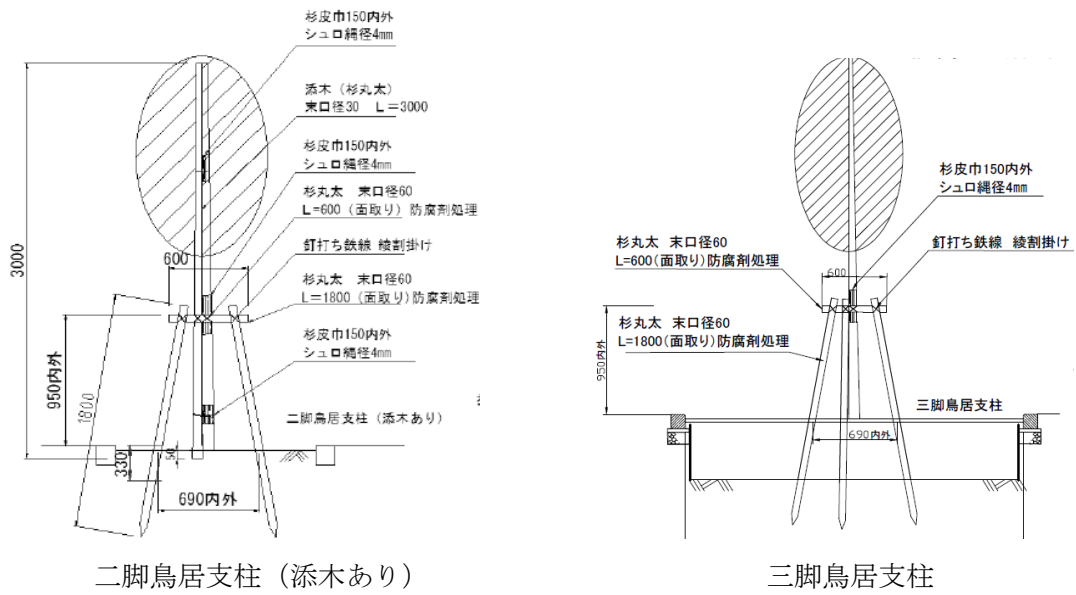 杉皮巾150内外
シュロ縄径4mm
添木（杉丸太）
末口径30 L＝3000
杉皮巾150内外
シュロ縄径4mm
杉丸太 末口径60
L=600（面取り）防腐剤処理
釘打ち鉄線 綾割掛け
600
杉丸太 末口径60
L＝1800（面取り）防腐剤処理
杉皮巾150内外
シュロ縄径4mm
3000
950内外
1800
二脚鳥居支柱（添木あり）
330
50
690内外
二脚鳥居支柱（添木あり）
杉皮巾150内外
シュロ縄径4mm
杉丸太 末口径60
L=600(面取り)防腐剤処理
釘打ち鉄線 綾割掛け
600
杉丸太 末口径60
L=1800(面取り)防腐剤処理
950内外
三脚鳥居支柱
690内外
三脚鳥居支柱